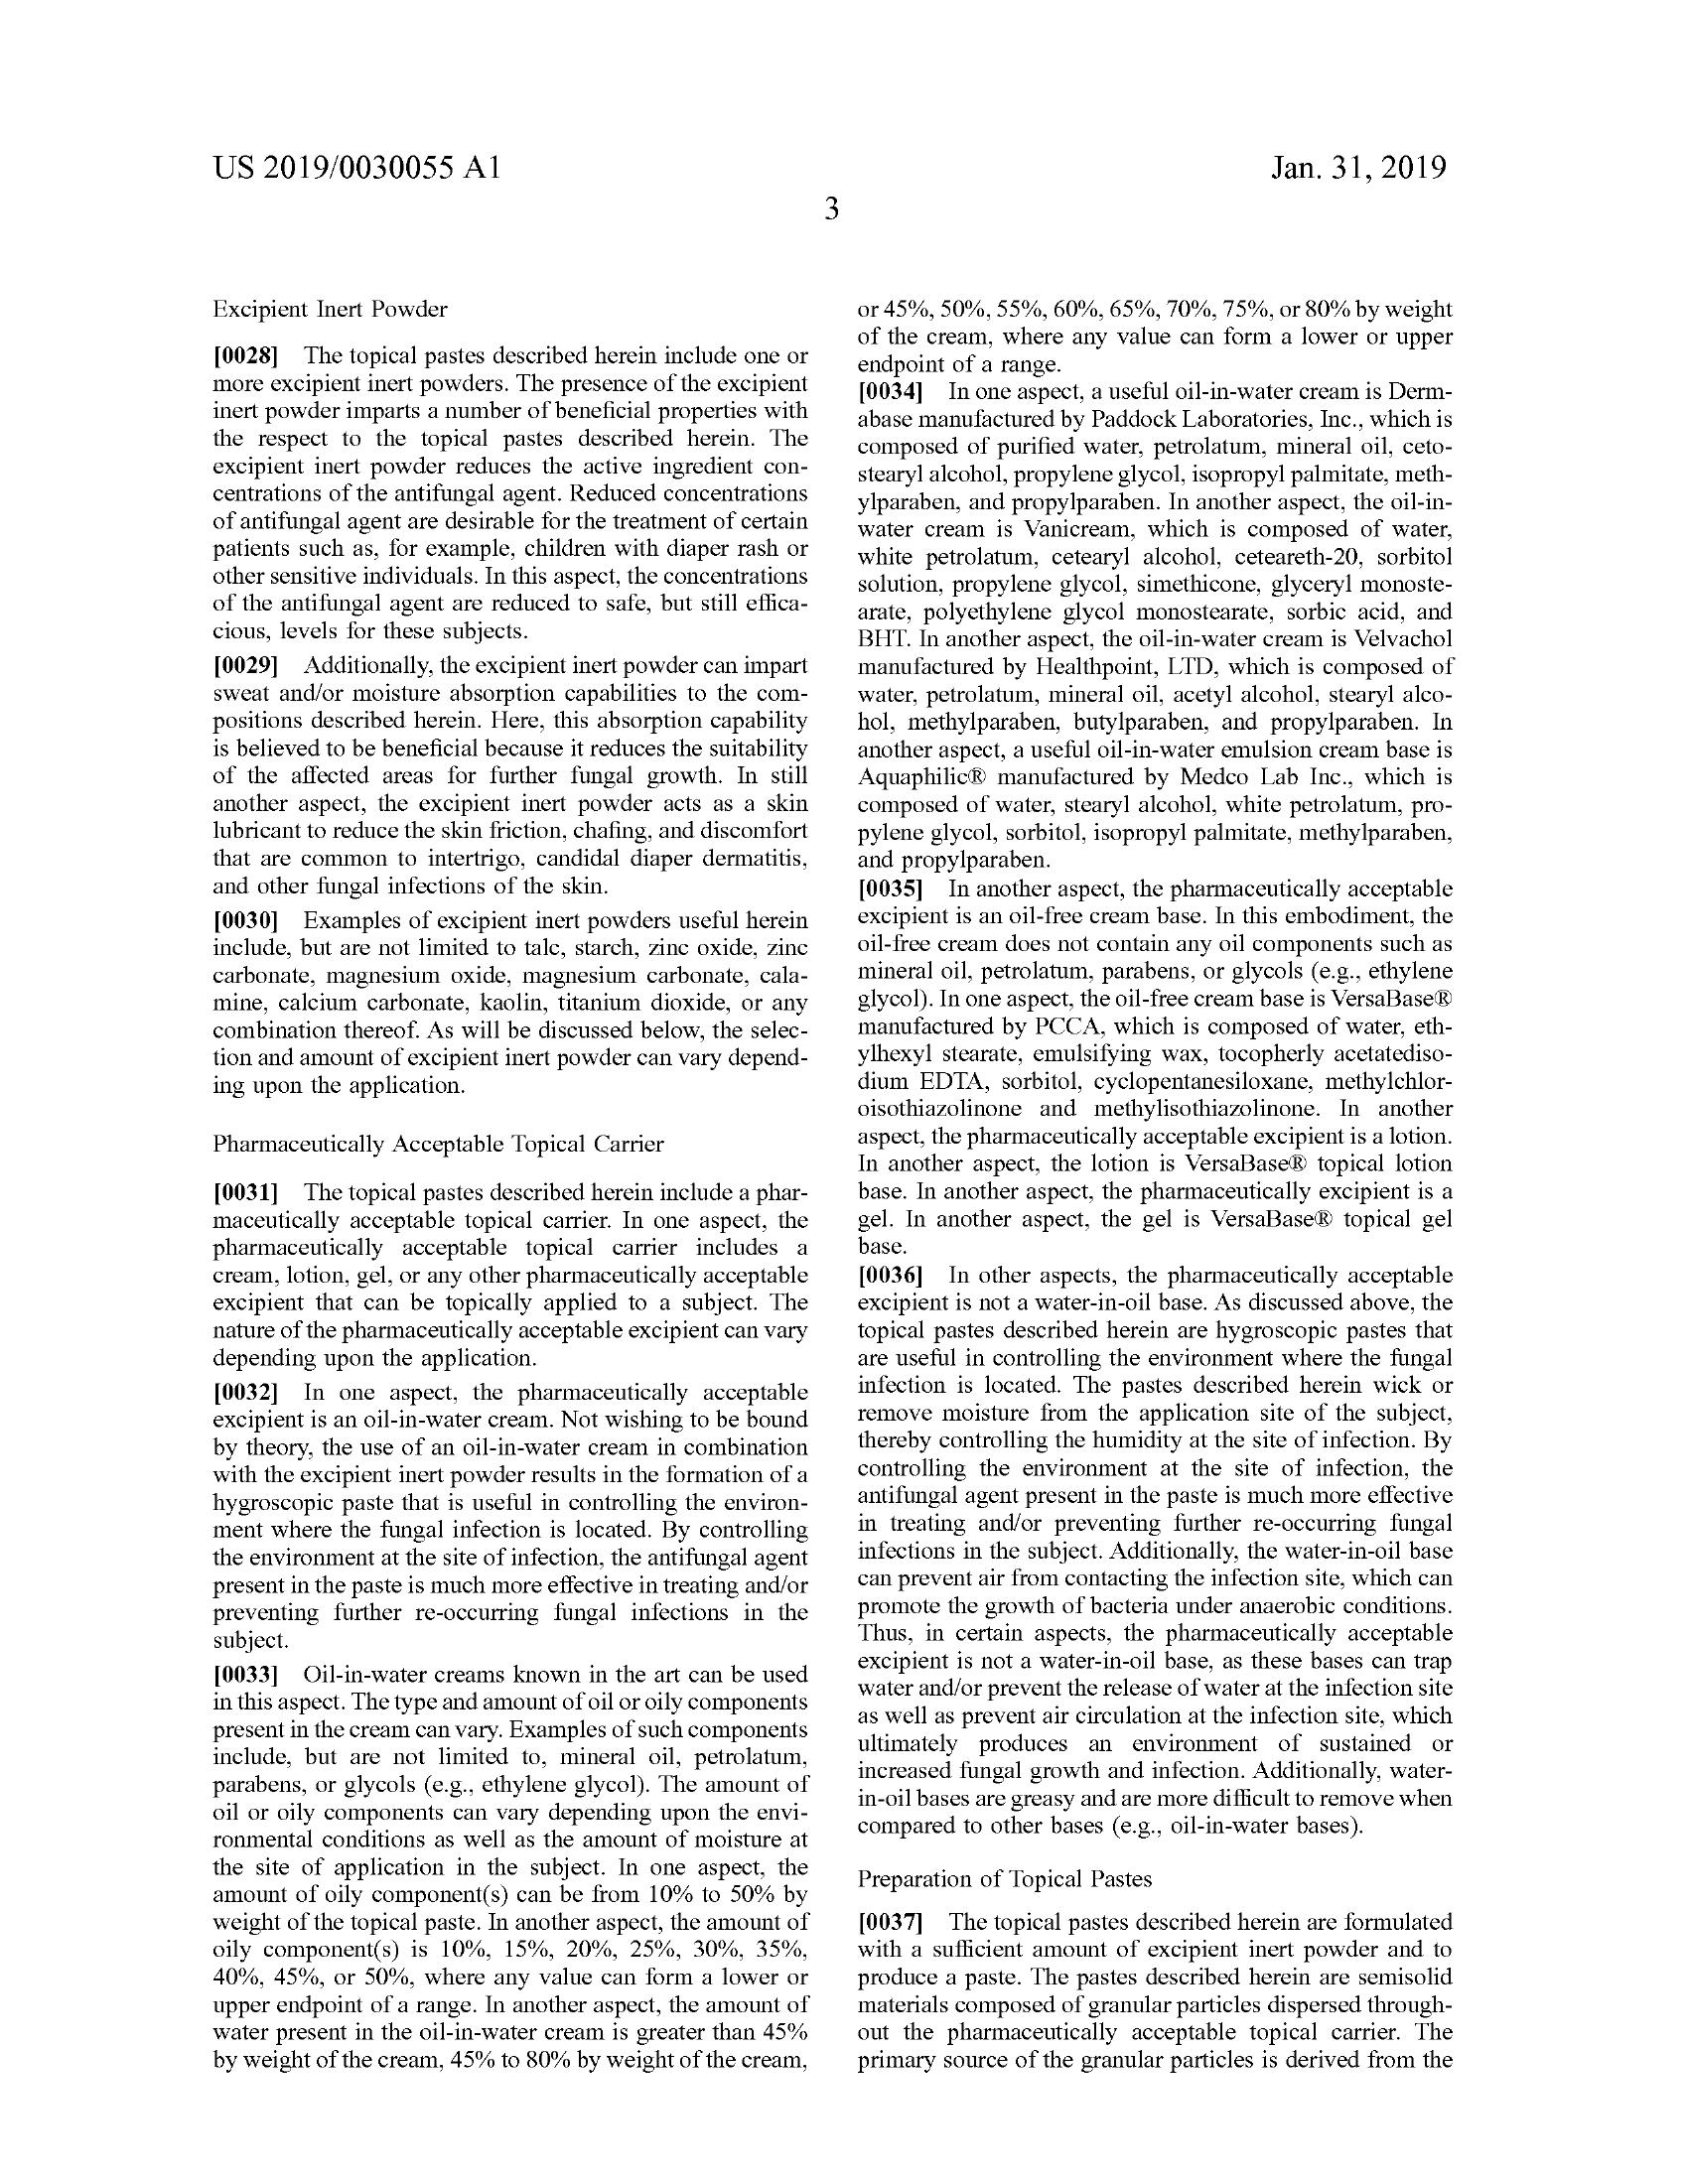 US 2019/0030055 A1
Jan. 31, 2019
3
Excipient Inert Powder
[0028] The topical pastes described herein include one or
more excipient inert powders. The presence of the excipient
inert powder imparts a number of beneficial properties with
the respect to the topical pastes described herein. The
excipient inert powder reduces the active ingredient con-
centrations of the antifungal agent. Reduced concentrations
of antifungal agent are desirable for the treatment of certain
patients such as, for example, children with diaper rash or
other sensitive individuals. In this aspect, the concentrations
of the antifungal agent are reduced to safe, but still effica-
cious, levels for these subjects.
[0029] Additionally, the excipient inert powder can impart
sweat and/or moisture absorption capabilities to the com-
positions described herein. Here, this absorption capability
is believed to be beneficial because it reduces the suitability
of the affected areas for further fungal growth. In still
another aspect, the excipient inert powder acts as a skin
lubricant to reduce the skin friction, chafing, and discomfort
that are common to intertrigo, candidal diaper dermatitis,
and other fungal infections of the skin.
[0030] Examples of excipient inert powders useful herein
include, but are not limited to talc, starch, zinc oxide, zinc
carbonate, magnesium oxide, magnesium carbonate, cala-
mine, calcium carbonate, kaolin, titanium dioxide, or any
combination thereof. As will be discussed below, the selec-
tion and amount of excipient inert powder can vary depend-
ing upon the application.
Pharmaceutically Acceptable Topical Carrier
[0031] The topical pastes described herein include a phar-
maceutically acceptable topical carrier. In one aspect, the
pharmaceutically acceptable topical carrier includes a
cream, lotion, gel, or any other pharmaceutically acceptable
excipient that can be topically applied to a subject. The
nature of the pharmaceutically acceptable excipient can vary
depending upon the application.
[0032] In one aspect, the pharmaceutically acceptable
excipient is an oil-in-water cream. Not wishing to be bound
by theory, the use of an oil-in-water cream in combination
with the excipient inert powder results in the formation of a
hygroscopic paste that is useful in controlling the environ-
ment where the fungal infection is located. By controlling
the environment at the site of infection, the antifungal agent
present in the paste is much more effective in treating and/or
preventing further re-occurring fungal infections in the
subject.
[0033] Oil-in-water creams known in the art can be used
in this aspect. The type and amount of oil or oily components
present in the cream can vary. Examples of such components
include, but are not limited to, mineral oil, petrolatum,
parabens, or glycols (e.g., ethylene glycol). The amount of
oil or oily components can vary depending upon the envi-
ronmental conditions as well as the amount of moisture at
the site of application in the subject. In one aspect, the
amount of oily component(s) can be from 10% to 50% by
weight of the topical paste. In another aspect, the amount of
oily component(s) is 10%, 15%, 20%, 25%, 30%, 35%,
40%, 45%, or 50%, where any value can form a lower or
upper endpoint of a range. In another aspect, the amount of
water present in the oil-in-water cream is greater than 45%
by weight of the cream, 45% to 80% by weight of the cream,
or 45%, 50%, 55%, 60%, 65%, 70%, 75%, or 80% by weight
of the cream, where any value can form a lower or upper
endpoint of a range.
[0034] In one aspect, a useful oil-in-water cream is Derm-
abase manufactured by Paddock Laboratories, Inc., which is
composed of purified water, petrolatum, mineral oil, ceto-
stearyl alcohol, propylene glycol, isopropyl palmitate, meth-
ylparaben, and propylparaben. In another aspect, the oil-in-
water cream is Vanicream, which is composed of water,
white petrolatum, cetearyl alcohol, ceteareth-20, sorbitol
solution, propylene glycol, simethicone, glyceryl monoste-
arate, polyethylene glycol monostearate, sorbic acid, and
BHT. In another aspect, the oil-in-water cream is Velvachol
manufactured by Healthpoint, LTD, which is composed of
water, petrolatum, mineral oil, acetyl alcohol, stearyl alco-
hol, methylparaben, butylparaben, and propylparaben. In
another aspect, a useful oil-in-water emulsion cream base is
Aquaphilic® manufactured by Medco Lab Inc., which is
composed of water, stearyl alcohol, white petrolatum, pro-
pylene glycol, sorbitol, isopropyl palmitate, methylparaben,
and propylparaben.
[0035] In another aspect, the pharmaceutically acceptable
excipient is an oil-free cream base. In this embodiment, the
oil-free cream does not contain any oil components such as
mineral oil, petrolatum, parabens, or glycols (e.g., ethylene
glycol). In one aspect, the oil-free cream base is VersaBase®
manufactured by PCCA, which is composed of water, eth-
ylhexyl stearate, emulsifying wax, tocopherly acetatediso-
dium EDTA, sorbitol, cyclopentanesiloxane, methylchlor-
oisothiazolinone and methylisothiazolinone. In another
aspect, the pharmaceutically acceptable excipient is a lotion.
In another aspect, the lotion is VersaBase® topical lotion
base. In another aspect, the pharmaceutically excipient is a
gel. In another aspect, the gel is VersaBase® topical gel
base.
[0036] In other aspects, the pharmaceutically acceptable
excipient is not a water-in-oil base. As discussed above, the
topical pastes described herein are hygroscopic pastes that
are useful in controlling the environment where the fungal
infection is located. The pastes described herein wick or
remove moisture from the application site of the subject,
thereby controlling the humidity at the site of infection. By
controlling the environment at the site of infection, the
antifungal agent present in the paste is much more effective
in treating and/or preventing further re-occurring fungal
infections in the subject. Additionally, the water-in-oil base
can prevent air from contacting the infection site, which can
promote the growth of bacteria under anaerobic conditions.
Thus, in certain aspects, the pharmaceutically acceptable
excipient is not a water-in-oil base, as these bases can trap
water and/or prevent the release of water at the infection site
as well as prevent air circulation at the infection site, which
ultimately produces an environment of sustained or
increased fungal growth and infection. Additionally, water-
in-oil bases are greasy and are more difficult to remove when
compared to other bases (e.g., oil-in-water bases).
Preparation of Topical Pastes
[0037] The topical pastes described herein are formulated
with a sufficient amount of excipient inert powder and to
produce a paste. The pastes described herein are semisolid
materials composed of granular particles dispersed through-
out the pharmaceutically acceptable topical carrier. The
primary source of the granular particles is derived from the